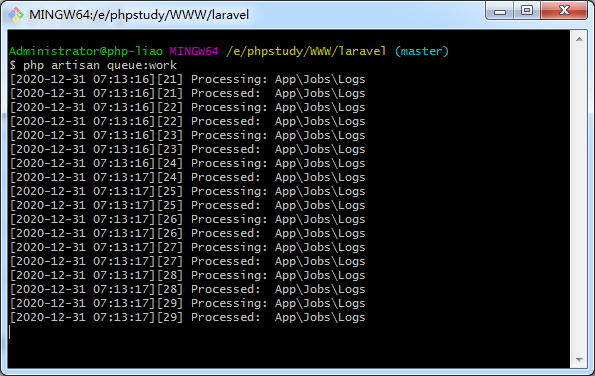 MINGW64:/e/phpstudy/WWW/laravel
Administrator@php-liao MINGW64 /e/phpstudy/WWW/laravel (master)
$ php artisan queue:work
[2020-12-31 07:13:16][21] Processing: App\Jobs\Logs
[2020-12-31 07:13:16][21] Processed:  App\Jobs\Logs
[2020-12-31 07:13:16][22] Processing: App\Jobs\Logs
[2020-12-31 07:13:16][22] Processed:  App\Jobs\Logs
[2020-12-31 07:13:16][23] Processing: App\Jobs\Logs
[2020-12-31 07:13:16][23] Processed:  App\Jobs\Logs
[2020-12-31 07:13:16][24] Processing: App\Jobs\Logs
[2020-12-31 07:13:17][24] Processed:  App\Jobs\Logs
[2020-12-31 07:13:17][25] Processing: App\Jobs\Logs
[2020-12-31 07:13:17][25] Processed:  App\Jobs\Logs
[2020-12-31 07:13:17][26] Processing: App\Jobs\Logs
[2020-12-31 07:13:17][26] Processed:  App\Jobs\Logs
[2020-12-31 07:13:17][27] Processing: App\Jobs\Logs
[2020-12-31 07:13:17][27] Processed:  App\Jobs\Logs
[2020-12-31 07:13:17][28] Processing: App\Jobs\Logs
[2020-12-31 07:13:17][28] Processed:  App\Jobs\Logs
[2020-12-31 07:13:17][29] Processing: App\Jobs\Logs
[2020-12-31 07:13:17][29] Processed:  App\Jobs\Logs